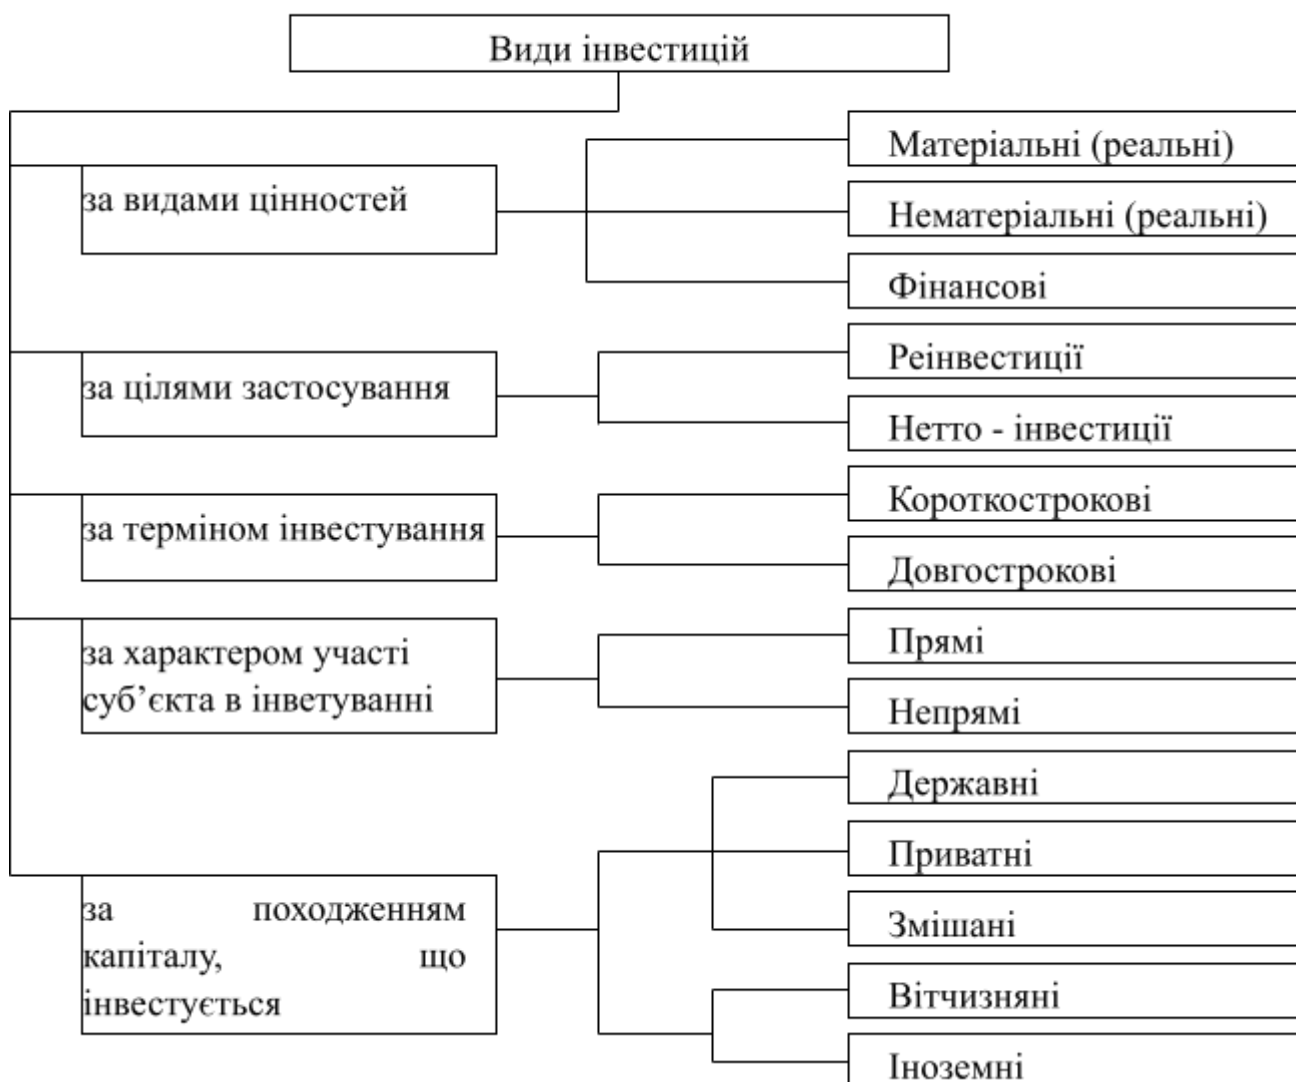 Види інвестицій
за видами цінностей
Матеріальні (реальні)
Нематеріальні (реальні)
Фінансові
за цілями застосування
Реінвестиції
Нетто - інвестиції
за терміном інвестування
Короткострокові
Довгострокові
за характером участі
суб’єкта в інветуванні
Прямі
Непрямі
за походженням
капіталу, що
інвестується
Державні
Приватні
Змішані
Вітчизняні
Іноземні